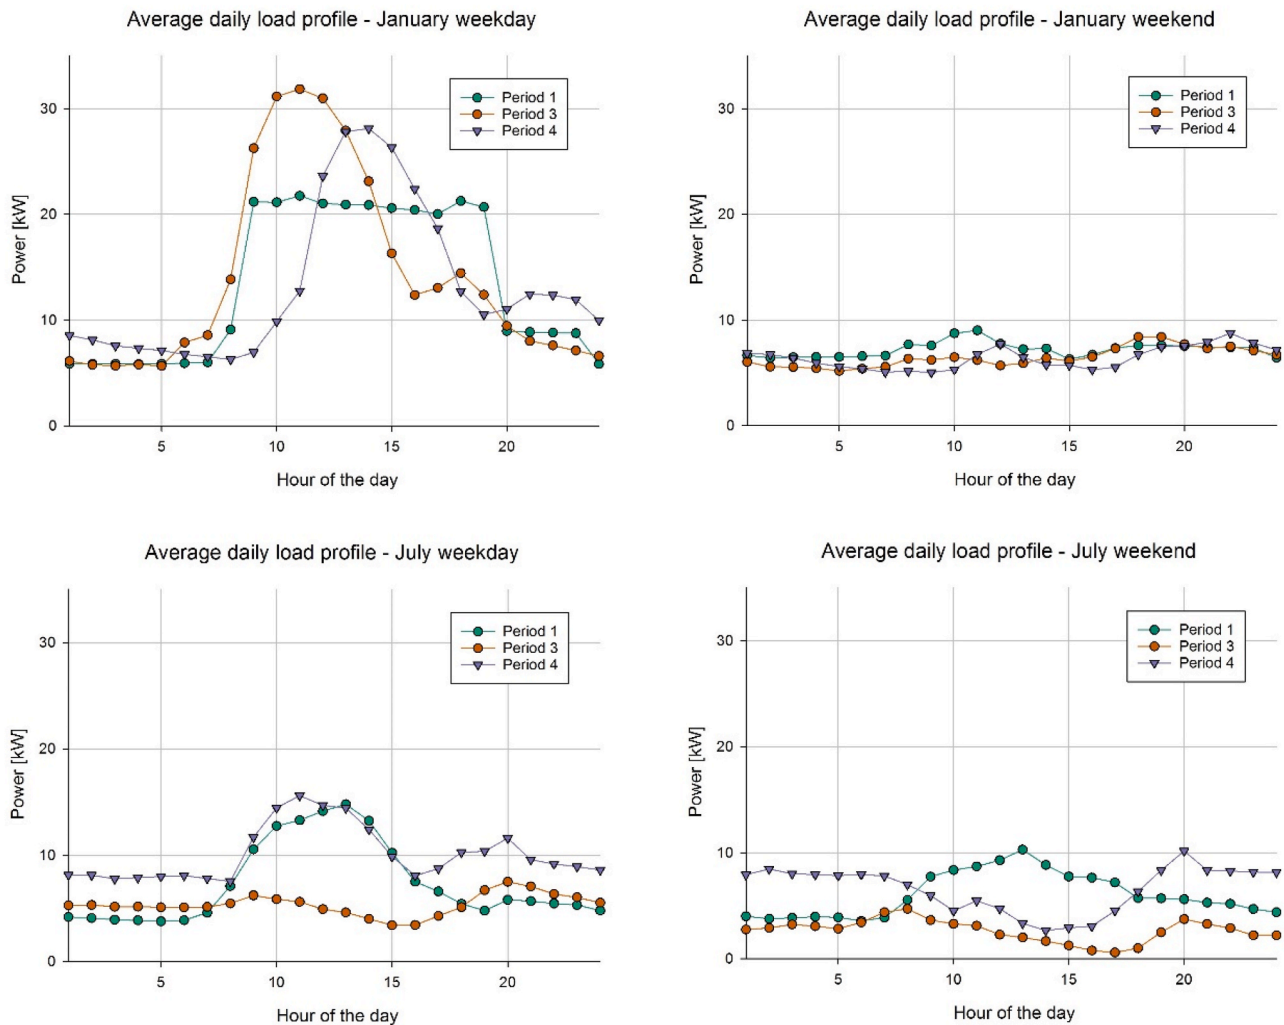 Average daily load profile - January weekday
Power [kW]
30
20
10
0
Period 1
Period 3
Period 4
5 10 15 20
Hour of the day
Average daily load profile - January weekend
Power [kW]
30
20
10
0
Period 1
Period 3
Period 4
5 10 15 20
Hour of the day
Average daily load profile - July weekday
Power [kW]
30
20
10
0
Period 1
Period 3
Period 4
5 10 15 20
Hour of the day
Average daily load profile - July weekend
Power [kW]
30
20
10
0
Period 1
Period 3
Period 4
5 10 15 20
Hour of the day